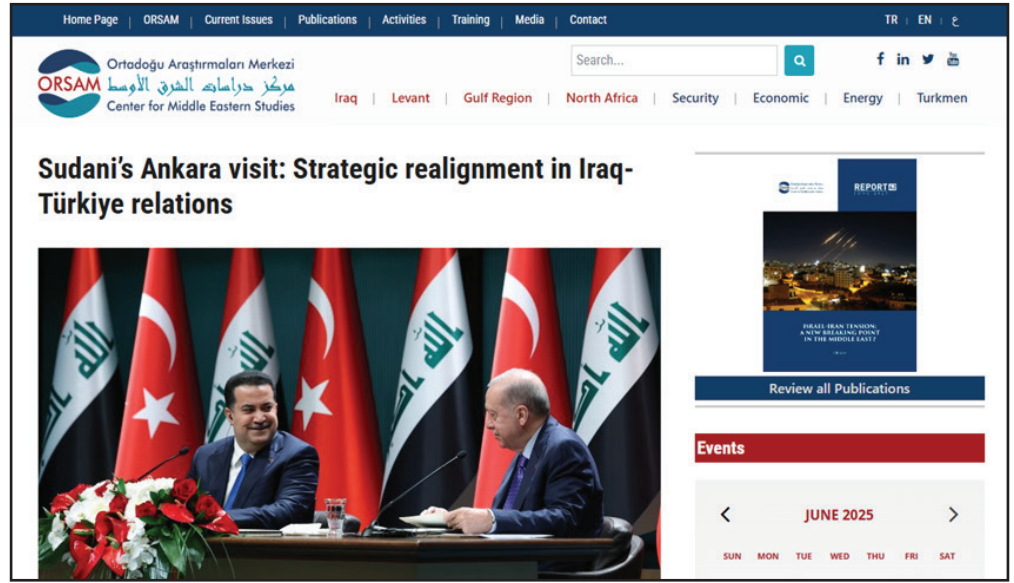 Home Page | ORSAM | Current Issues | Publications | Activities | Training | Media | Contact
TR | EN | ع
ORSAM
Ortadoğu Araştırmaları Merkezi
مركز دراسات الشرق الأوسط
Center for Middle Eastern Studies
Search...
Iraq | Levant | Gulf Region | North Africa | Security | Economic | Energy | Turkmen
Sudani's Ankara visit: Strategic realignment in Iraq-
Türkiye relations
REPORT
ISRAEL-IRAN TENSION:
A NEW BREAKING POINT
IN THE MIDDLE EAST?
Review all Publications
Events
JUNE 2025
SUN MON TUE WED THU FRI SAT